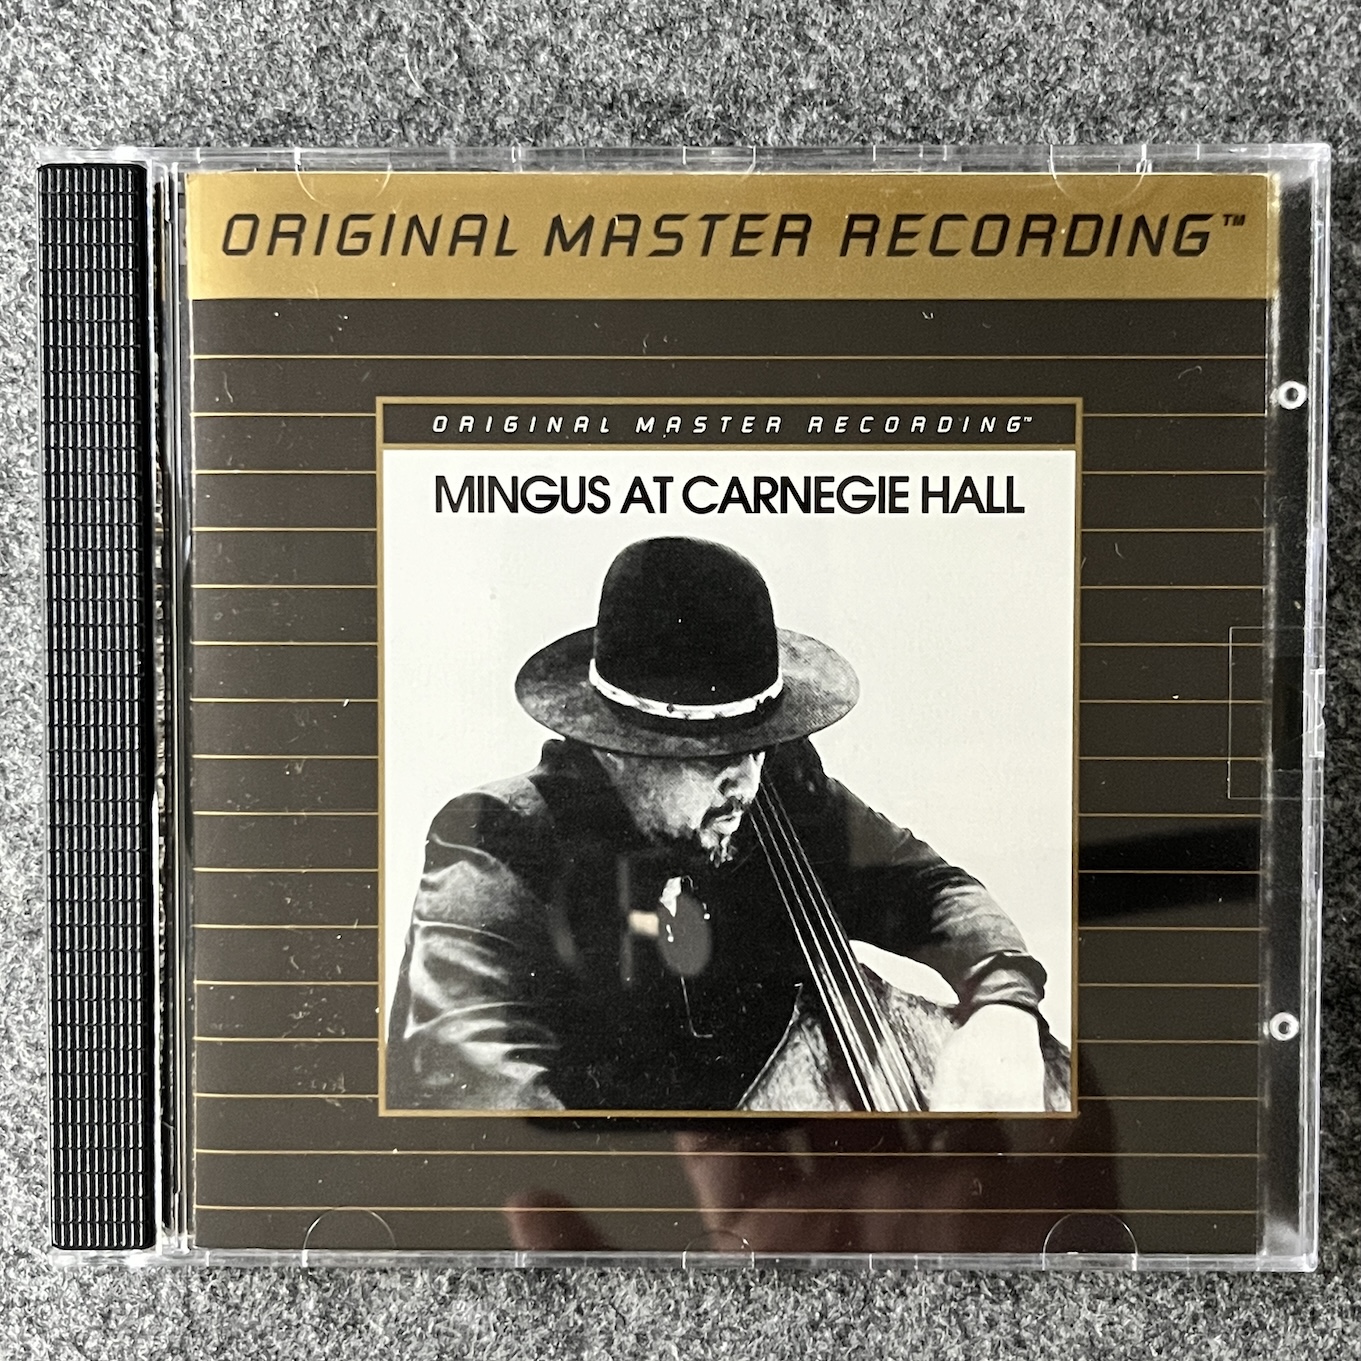 ORIGINAL MASTER RECORDING™
ORIGINAL MASTER RECORDING™
MINGUS AT CARNEGIE HALL